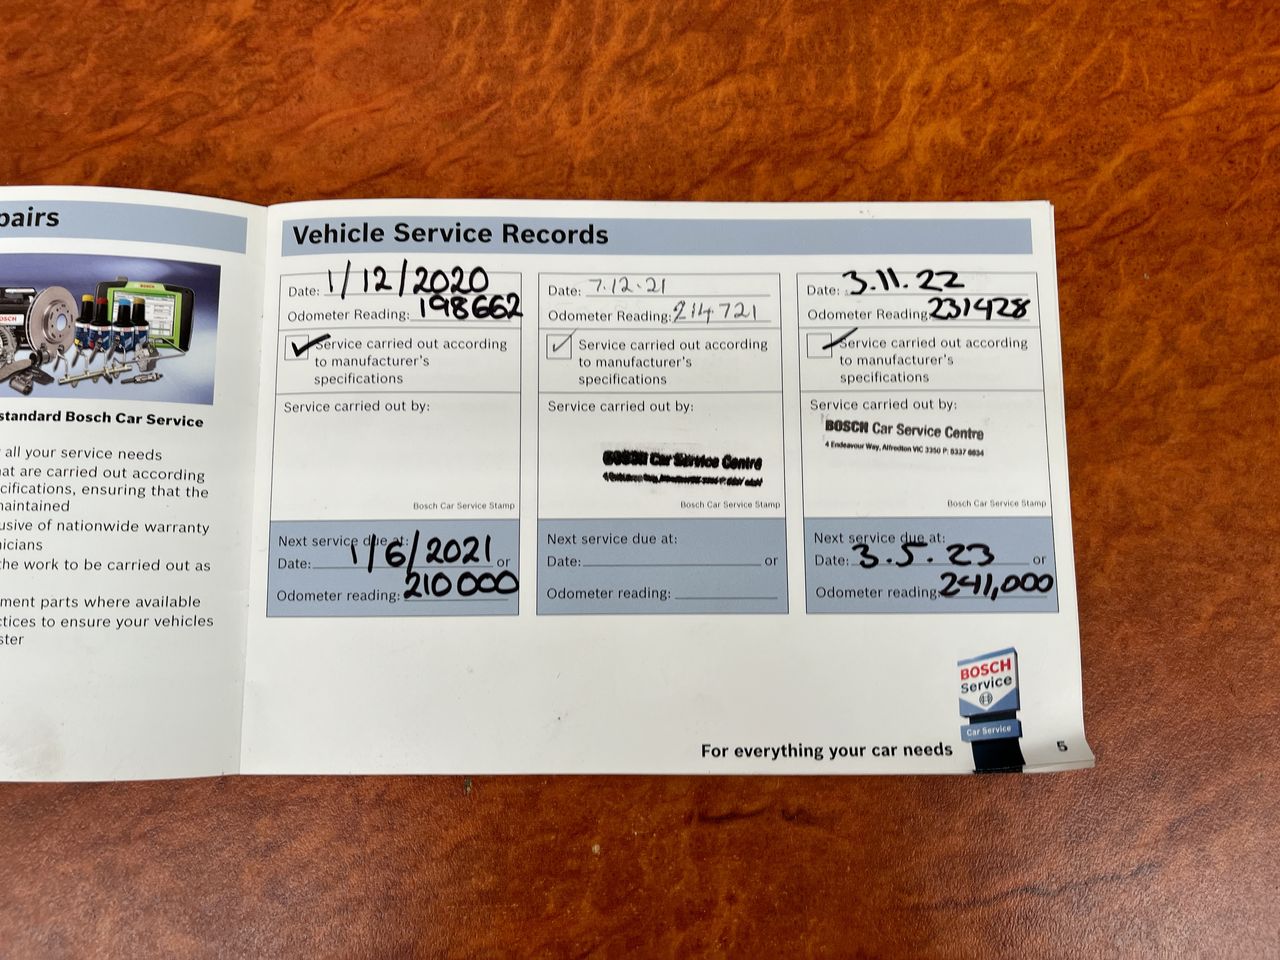 pairs
BOSCH
BOSCH
standard Bosch Car Service
all your service needs
hat are carried out according
cifications, ensuring that the
maintained
usive of nationwide warranty
nicians
the work to be carried out as
ment parts where available
ctices to ensure your vehicles
ster
Vehicle Service Records
Date: 1/12/2020
Odometer Reading: 198662
Service carried out according
to manufacturer's
specifications
Service carried out by:
Bosch Car Service Stamp
Next service due at:
Date: 1/6/2021 or
Odometer reading: 210000
Date: 7.12.21
Odometer Reading: 214721
Service carried out according
to manufacturer's
specifications
Service carried out by:
BOSCH Car Service Centre
Bosch Car Service Stamp
Next service due at:
Date: or
Odometer reading:
Date: 3.11.22
Odometer Reading: 231428
Service carried out according
to manufacturer's
specifications
Service carried out by:
BOSCH Car Service Centre
4 Endeavour Way, Alfredton VIC 3350 P: 5337 6634
Bosch Car Service Stamp
Next service due at:
Date: 3.5.23 or
Odometer reading: 241,000
BOSCH
Service
Car Service
For everything your car needs
5